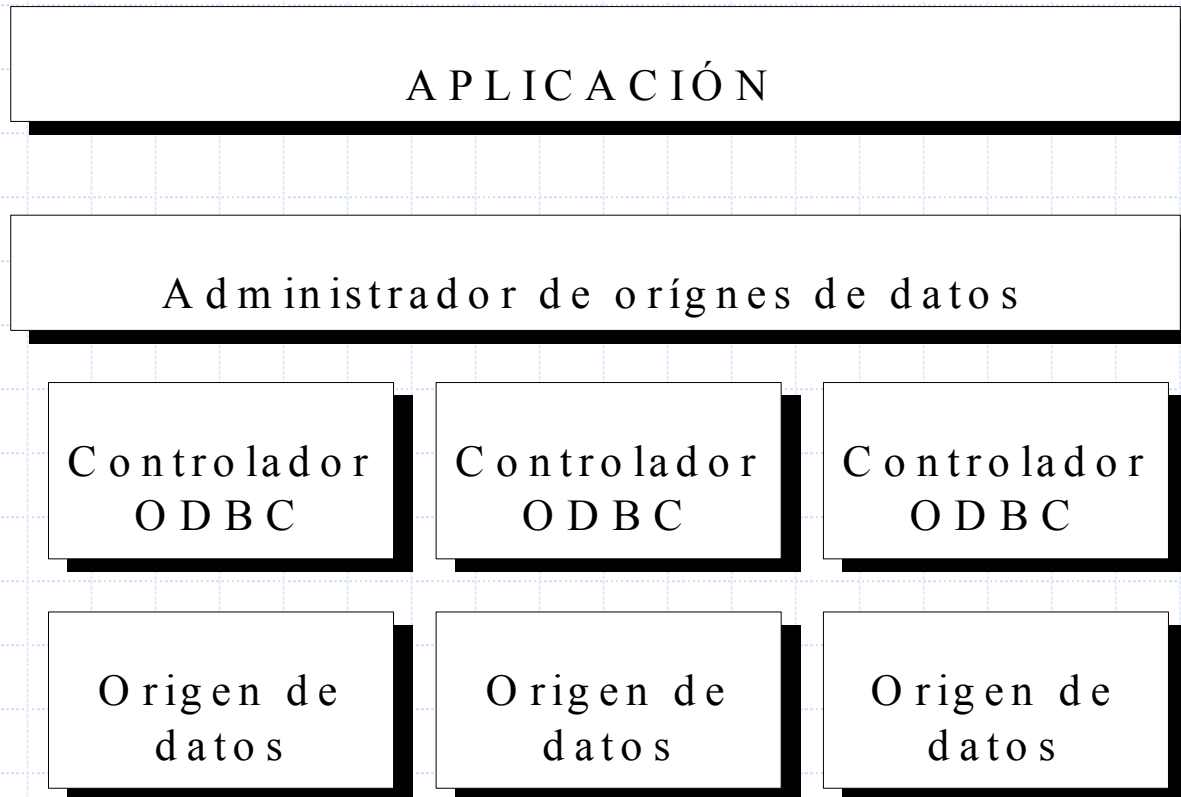 APLICACIÓN
Administrador de orígnes de datos
Controlador
ODBC
Controlador
ODBC
Controlador
ODBC
Origen de
datos
Origen de
datos
Origen de
datos